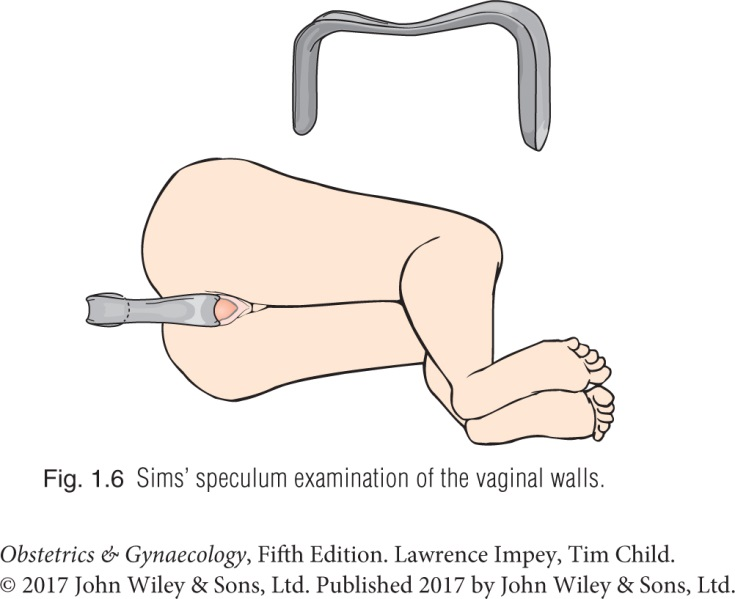 Fig. 1.6 Sims’ speculum examination of the vaginal walls.
Obstetrics & Gynaecology, Fifth Edition. Lawrence Impey, Tim Child.
© 2017 John Wiley & Sons, Ltd. Published 2017 by John Wiley & Sons, Ltd.